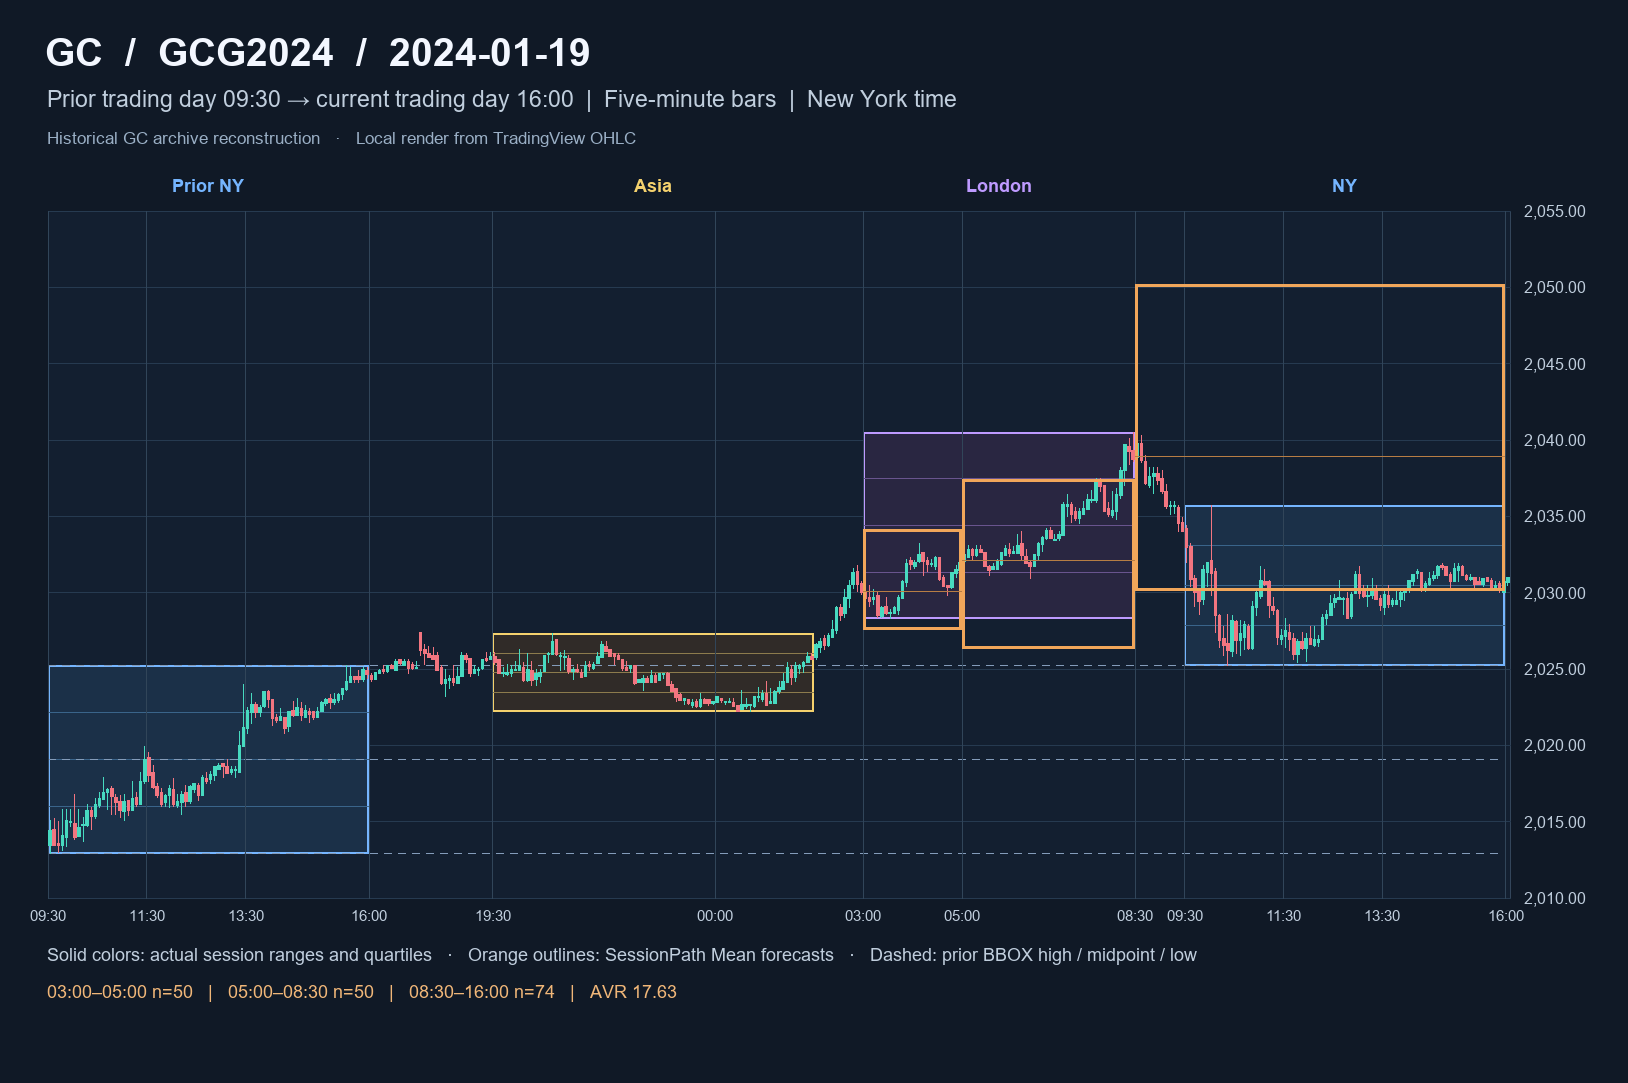 GC / GCG2024 / 2024-01-19
Prior trading day 09:30 → current trading day 16:00 | Five-minute bars | New York time
Historical GC archive reconstruction · Local render from TradingView OHLC
Prior NY Asia London NY
2,055.00
2,050.00
2,045.00
2,040.00
2,035.00
2,030.00
2,025.00
2,020.00
2,015.00
2,010.00
09:30 11:30 13:30 16:00 19:30 00:00 03:00 05:00 08:30 09:30 11:30 13:30 16:00
Solid colors: actual session ranges and quartiles · Orange outlines: SessionPath Mean forecasts · Dashed: prior BBOX high / midpoint / low
03:00–05:00 n=50 | 05:00–08:30 n=50 | 08:30–16:00 n=74 | AVR 17.63